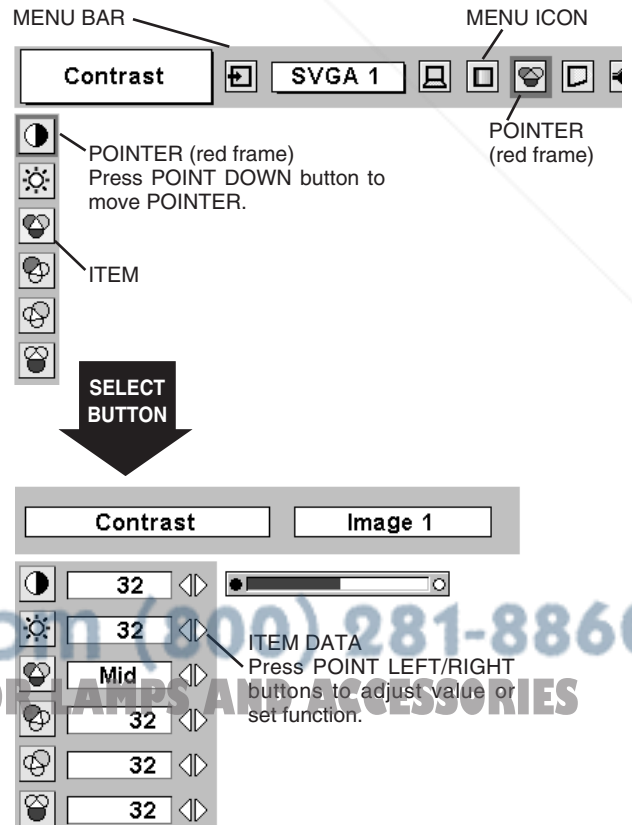 MENU BAR
MENU ICON
Contrast
SVGA 1
POINTER
(red frame)
POINTER (red frame)
Press POINT DOWN button to
move POINTER.
ITEM
SELECT
BUTTON
Contrast
Image 1
32
32
ITEM DATA
Press POINT LEFT/RIGHT
buttons to adjust value or
set function.
Mid
32
32
32
om (800) 281-8860
LAMPS AND ACCESSORIES